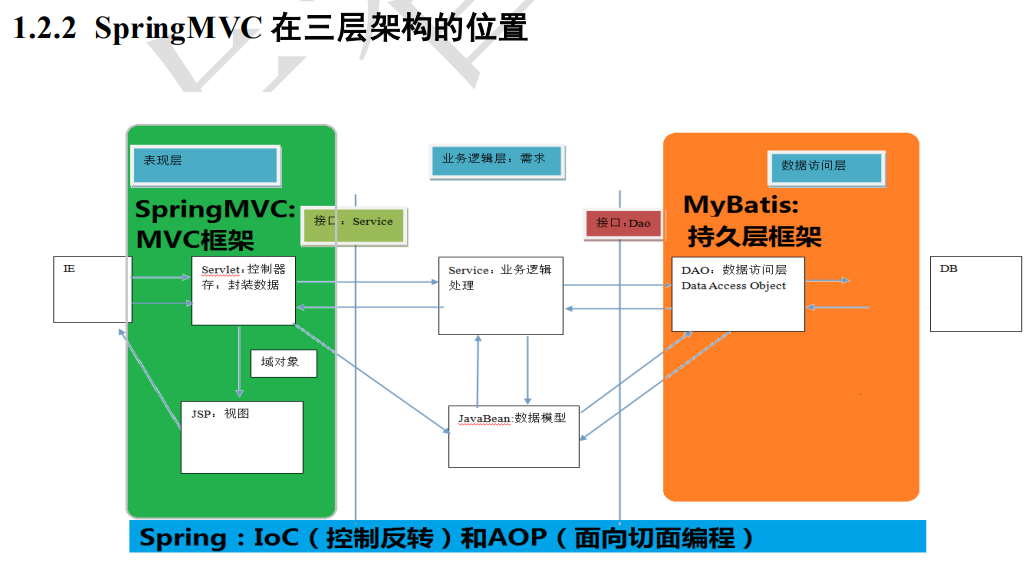 1.2.2 SpringMVC 在三层架构的位置
表现层
业务逻辑层：需求
数据访问层
SpringMVC:
MVC框架
接口：Service
接口：Dao
MyBatis:
持久层框架
IE
Servlet:控制器
存：封装数据
Service：业务逻辑
处理
DAO：数据访问层
Data Access Object
DB
域对象
JSP：视图
JavaBean:数据模型
Spring：IoC（控制反转）和AOP（面向切面编程）